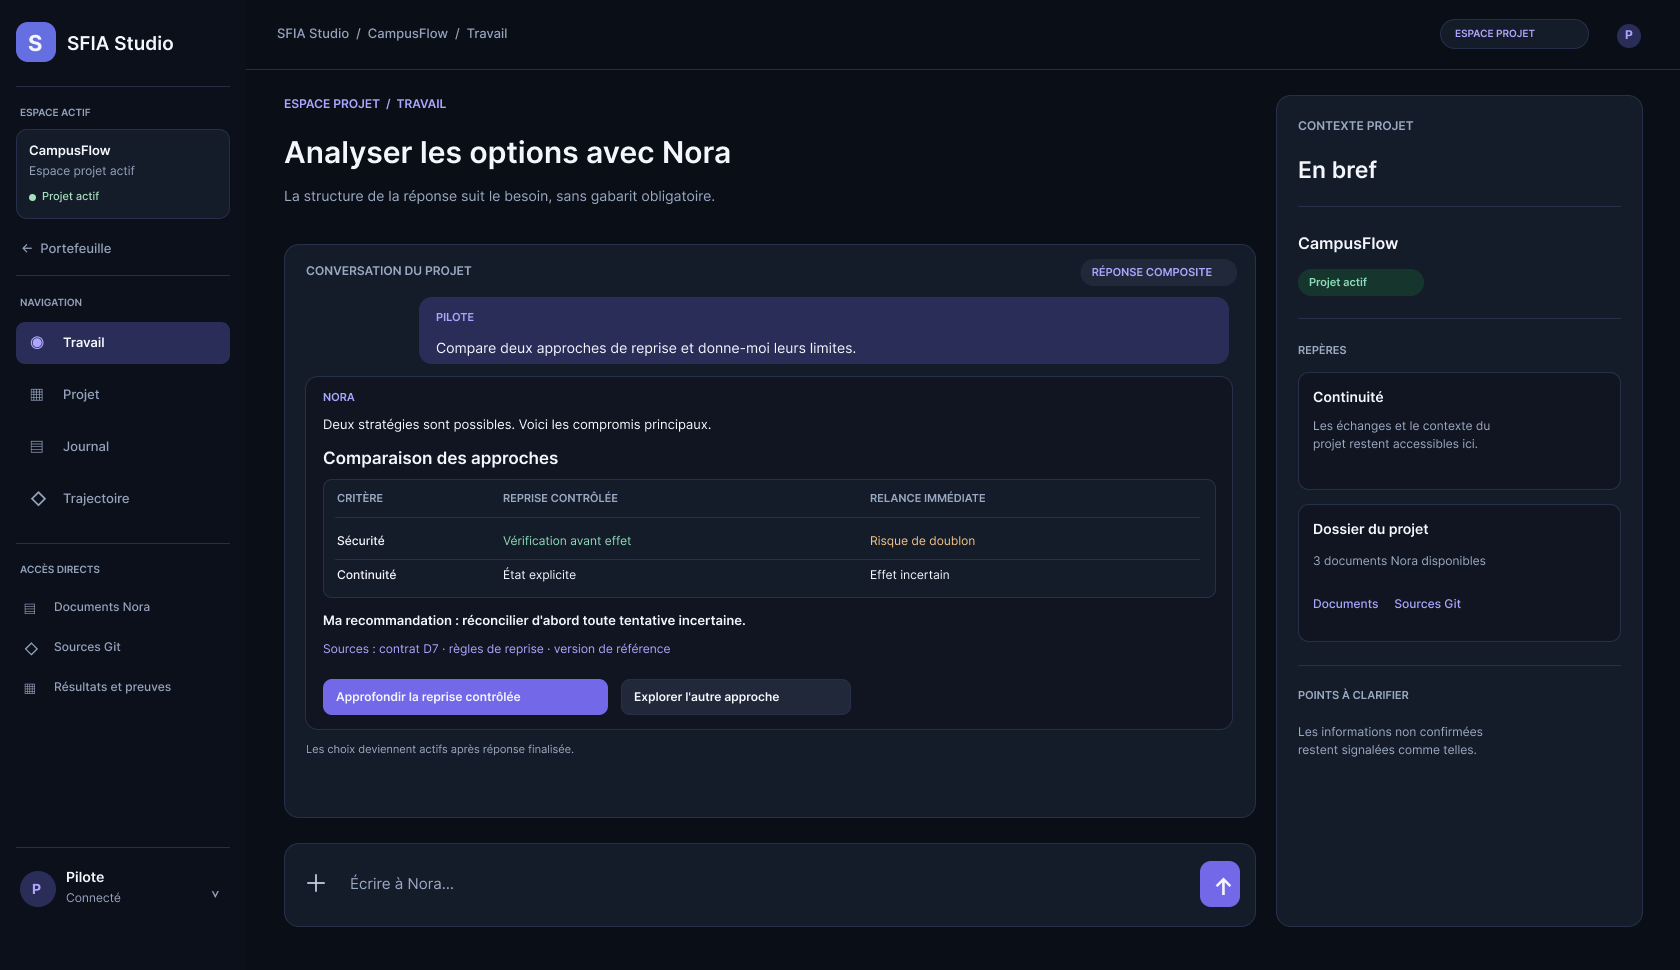 S SFIA Studio
ESPACE ACTIF
CampusFlow
Espace projet actif
Projet actif
← Portefeuille
NAVIGATION
Travail
Projet
Journal
Trajectoire
ACCÈS DIRECTS
Documents Nora
Sources Git
Résultats et preuves
P
Pilote
Connecté
SFIA Studio / CampusFlow / Travail
ESPACE PROJET
P
ESPACE PROJET / TRAVAIL
Analyser les options avec Nora
La structure de la réponse suit le besoin, sans gabarit obligatoire.
CONVERSATION DU PROJET
RÉPONSE COMPOSITE
PILOTE
Compare deux approches de reprise et donne-moi leurs limites.
NORA
Deux stratégies sont possibles. Voici les compromis principaux.
Comparaison des approches
CRITÈRE REPRISE CONTRÔLÉE RELANCE IMMÉDIATE
Sécurité Vérification avant effet Risque de doublon
Continuité État explicite Effet incertain
Ma recommandation : réconcilier d'abord toute tentative incertaine.
Sources : contrat D7 · règles de reprise · version de référence
Approfondir la reprise contrôlée
Explorer l'autre approche
Les choix deviennent actifs après réponse finalisée.
Écrire à Nora...
CONTEXTE PROJET
En bref
CampusFlow
Projet actif
REPÈRES
Continuité
Les échanges et le contexte du
projet restent accessibles ici.
Dossier du projet
3 documents Nora disponibles
Documents Sources Git
POINTS À CLARIFIER
Les informations non confirmées
restent signalées comme telles.